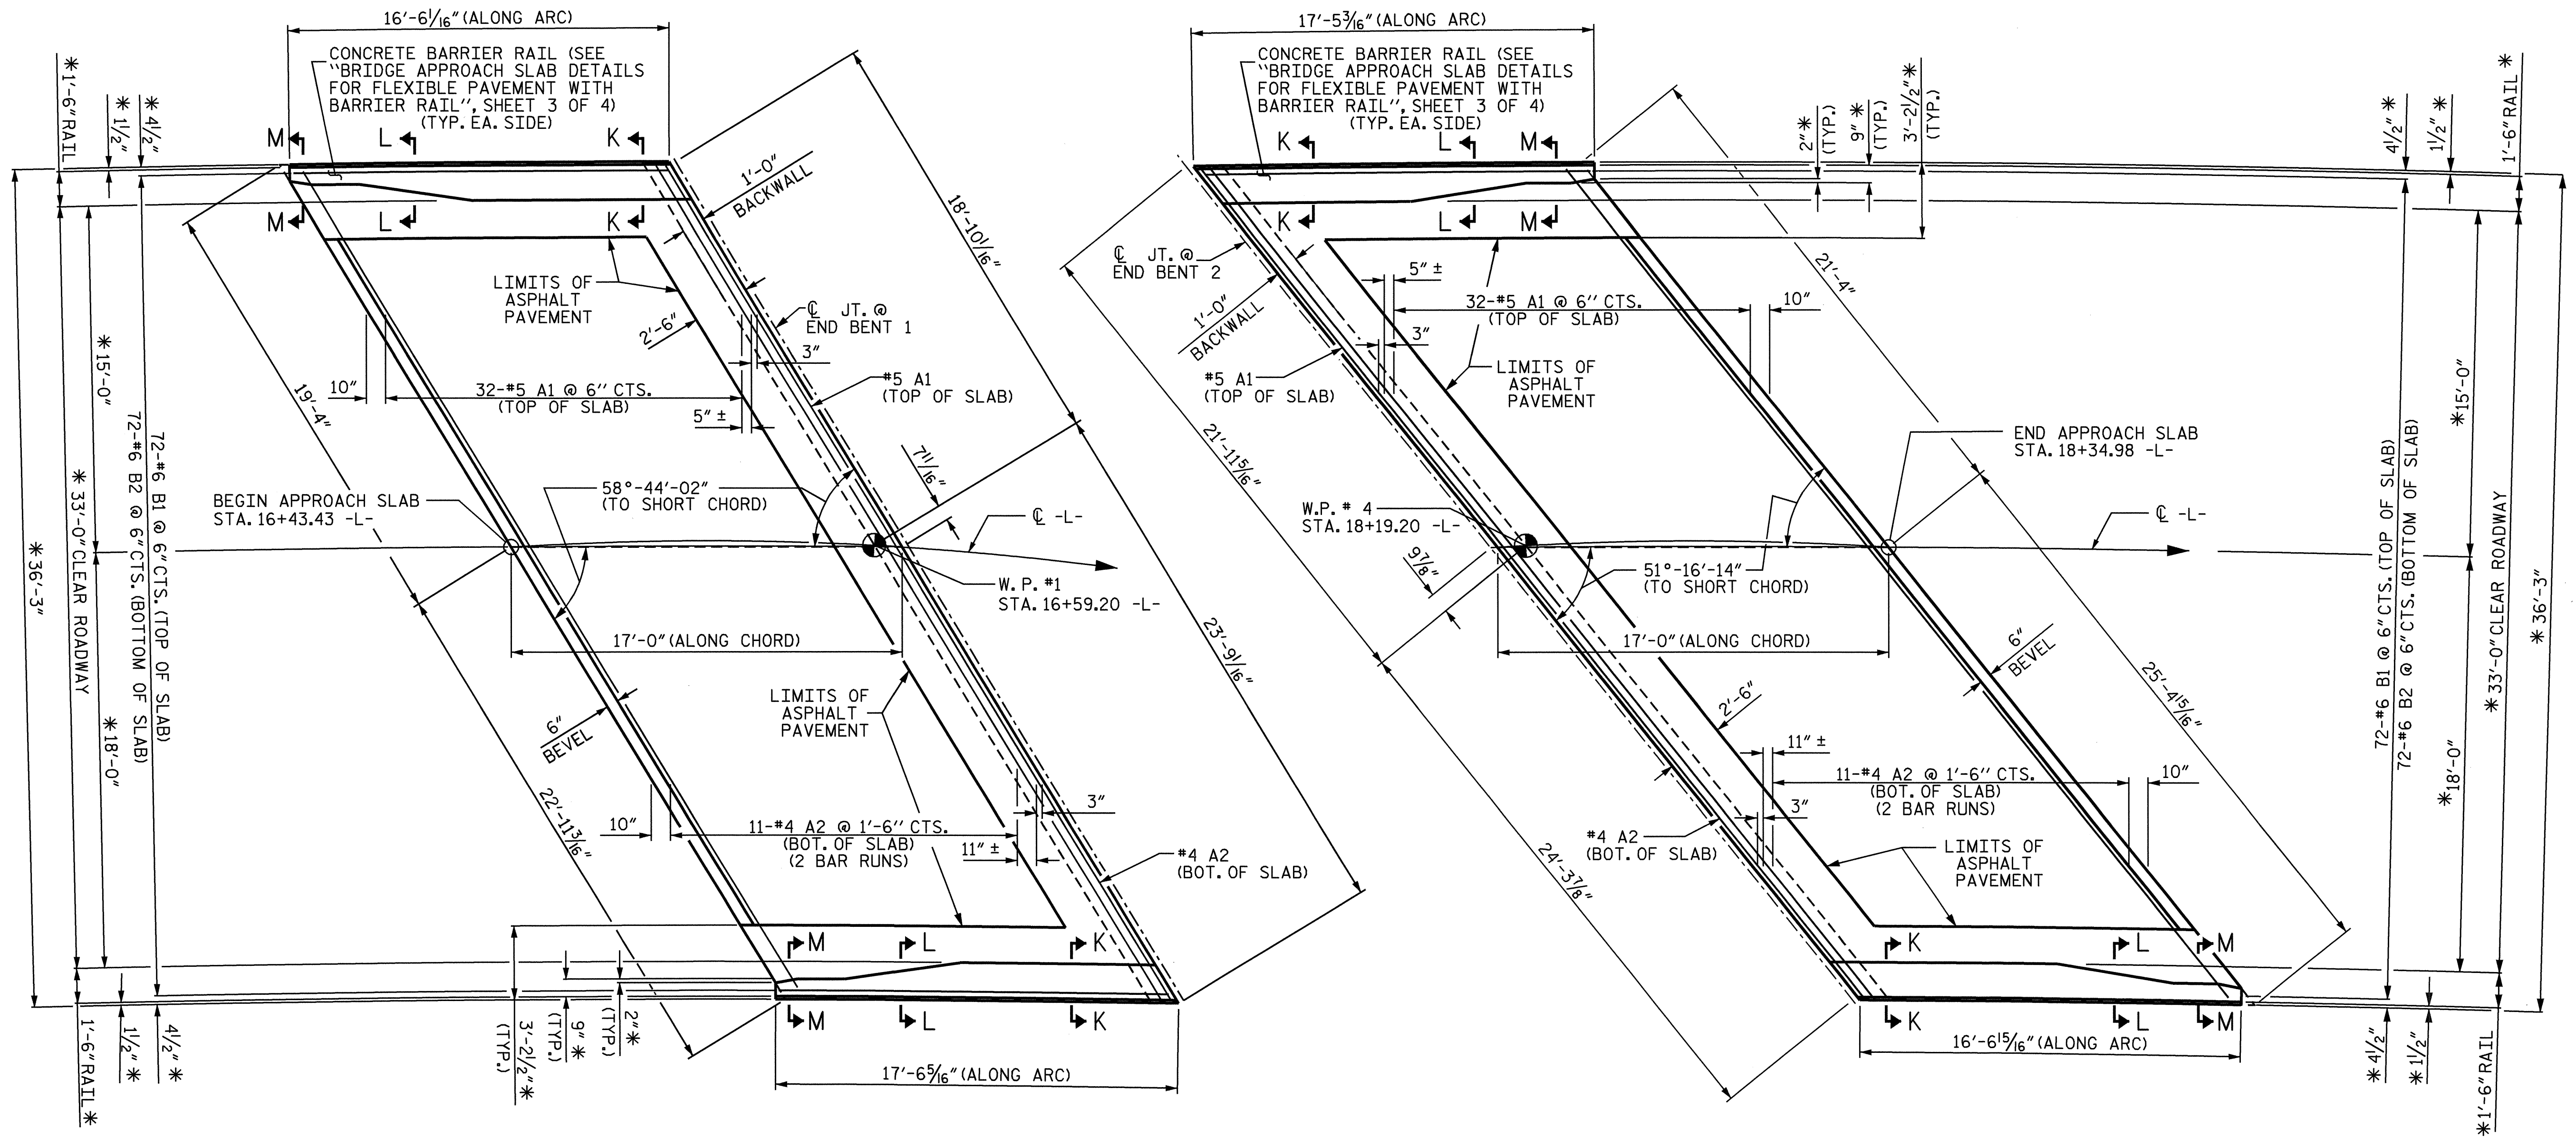 16'-6 1/16" (ALONG ARC)
CONCRETE BARRIER RAIL (SEE
"BRIDGE APPROACH SLAB DETAILS
FOR FLEXIBLE PAVEMENT WITH
BARRIER RAIL", SHEET 3 OF 4)
(TYP. EA. SIDE)
*1'-6" RAIL
*1 1/2"
*4 1/2"
M
L
K
M
L
K
1'-0"
BACKWALL
18'-10 1/16"
LIMITS OF
ASPHALT
PAVEMENT
2'-6"
℄ JT. @
END BENT 1
3"
#5 A1
(TOP OF SLAB)
10"
32-#5 A1 @ 6" CTS.
(TOP OF SLAB)
5" ±
19'-4"
*15'-0"
7 11/16"
58°-44'-02"
(TO SHORT CHORD)
BEGIN APPROACH SLAB
STA. 16+43.43 -L-
℄ -L-
W.P. #1
STA. 16+59.20 -L-
17'-0" (ALONG CHORD)
*36'-3"
*33'-0" CLEAR ROADWAY
72-#6 B2 @ 6" CTS. (BOTTOM OF SLAB)
72-#6 B1 @ 6" CTS. (TOP OF SLAB)
*18'-0"
23'-9 1/16"
LIMITS OF
ASPHALT
PAVEMENT
6"
BEVEL
22'-11 3/16"
10"
11-#4 A2 @ 1'-6" CTS.
(BOT. OF SLAB)
(2 BAR RUNS)
3"
11" ±
#4 A2
(BOT. OF SLAB)
M
L
K
M
L
K
1'-6" RAIL *
1 1/2" *
4 1/2" *
3'-2 1/2" *
(TYP.)
9" *
(TYP.)
2" *
(TYP.)
17'-6 5/16" (ALONG ARC)
17'-5 3/16" (ALONG ARC)
CONCRETE BARRIER RAIL (SEE
"BRIDGE APPROACH SLAB DETAILS
FOR FLEXIBLE PAVEMENT WITH
BARRIER RAIL", SHEET 3 OF 4)
(TYP. EA. SIDE)
K
L
M
K
L
M
2" *
(TYP.)
9" *
(TYP.)
3'-2 1/2" *
(TYP.)
4 1/2" *
1 1/2" *
1'-6" RAIL *
℄ JT. @
END BENT 2
1'-0"
BACKWALL
5" ±
32-#5 A1 @ 6" CTS.
(TOP OF SLAB)
10"
3"
#5 A1
(TOP OF SLAB)
LIMITS OF
ASPHALT
PAVEMENT
21'-4"
21'-11 5/16"
*15'-0"
END APPROACH SLAB
STA. 18+34.98 -L-
W.P. # 4
STA. 18+19.20 -L-
℄ -L-
9 7/8"
51°-16'-14"
(TO SHORT CHORD)
17'-0" (ALONG CHORD)
6"
BEVEL
2'-6"
25'-4 15/16"
72-#6 B1 @ 6" CTS. (TOP OF SLAB)
72-#6 B2 @ 6" CTS. (BOTTOM OF SLAB)
*33'-0" CLEAR ROADWAY
*36'-3"
*18'-0"
11" ±
11-#4 A2 @ 1'-6" CTS.
(BOT. OF SLAB)
(2 BAR RUNS)
10"
3"
#4 A2
(BOT. OF SLAB)
24'-3 7/8"
LIMITS OF
ASPHALT
PAVEMENT
K
L
M
K
L
M
16'-6 15/16" (ALONG ARC)
*4 1/2"
*1 1/2"
*1'-6" RAIL